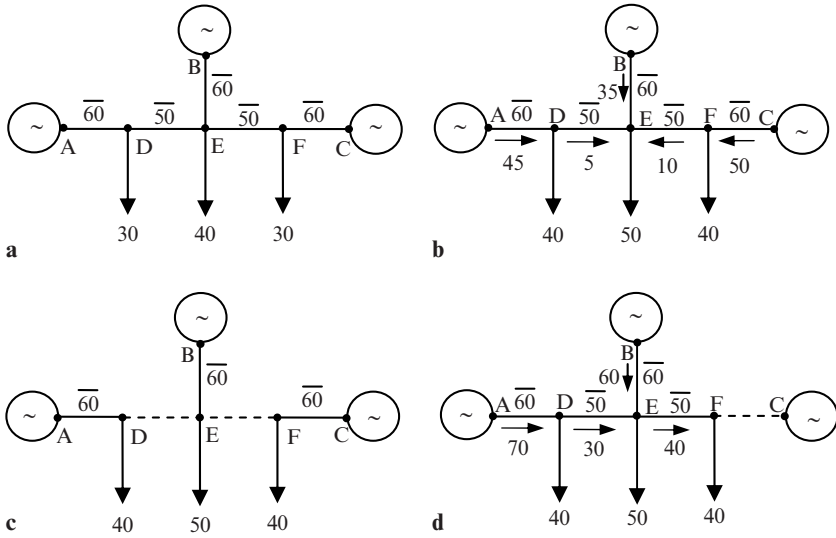 ~ ~
B B
60 35 60
60 50 50 60 A 60 D 50 E 50 F 60 C
~ A D E F C ~ ~ ~
45 5 10 50
30 40 30 40 50 40
a b
~ ~
B B
60 60 60
60 60 A 60 D 50 E 50 F C
~ A D E F C ~ ~ ~
70 30 40
40 50 40 40 50 40
c d